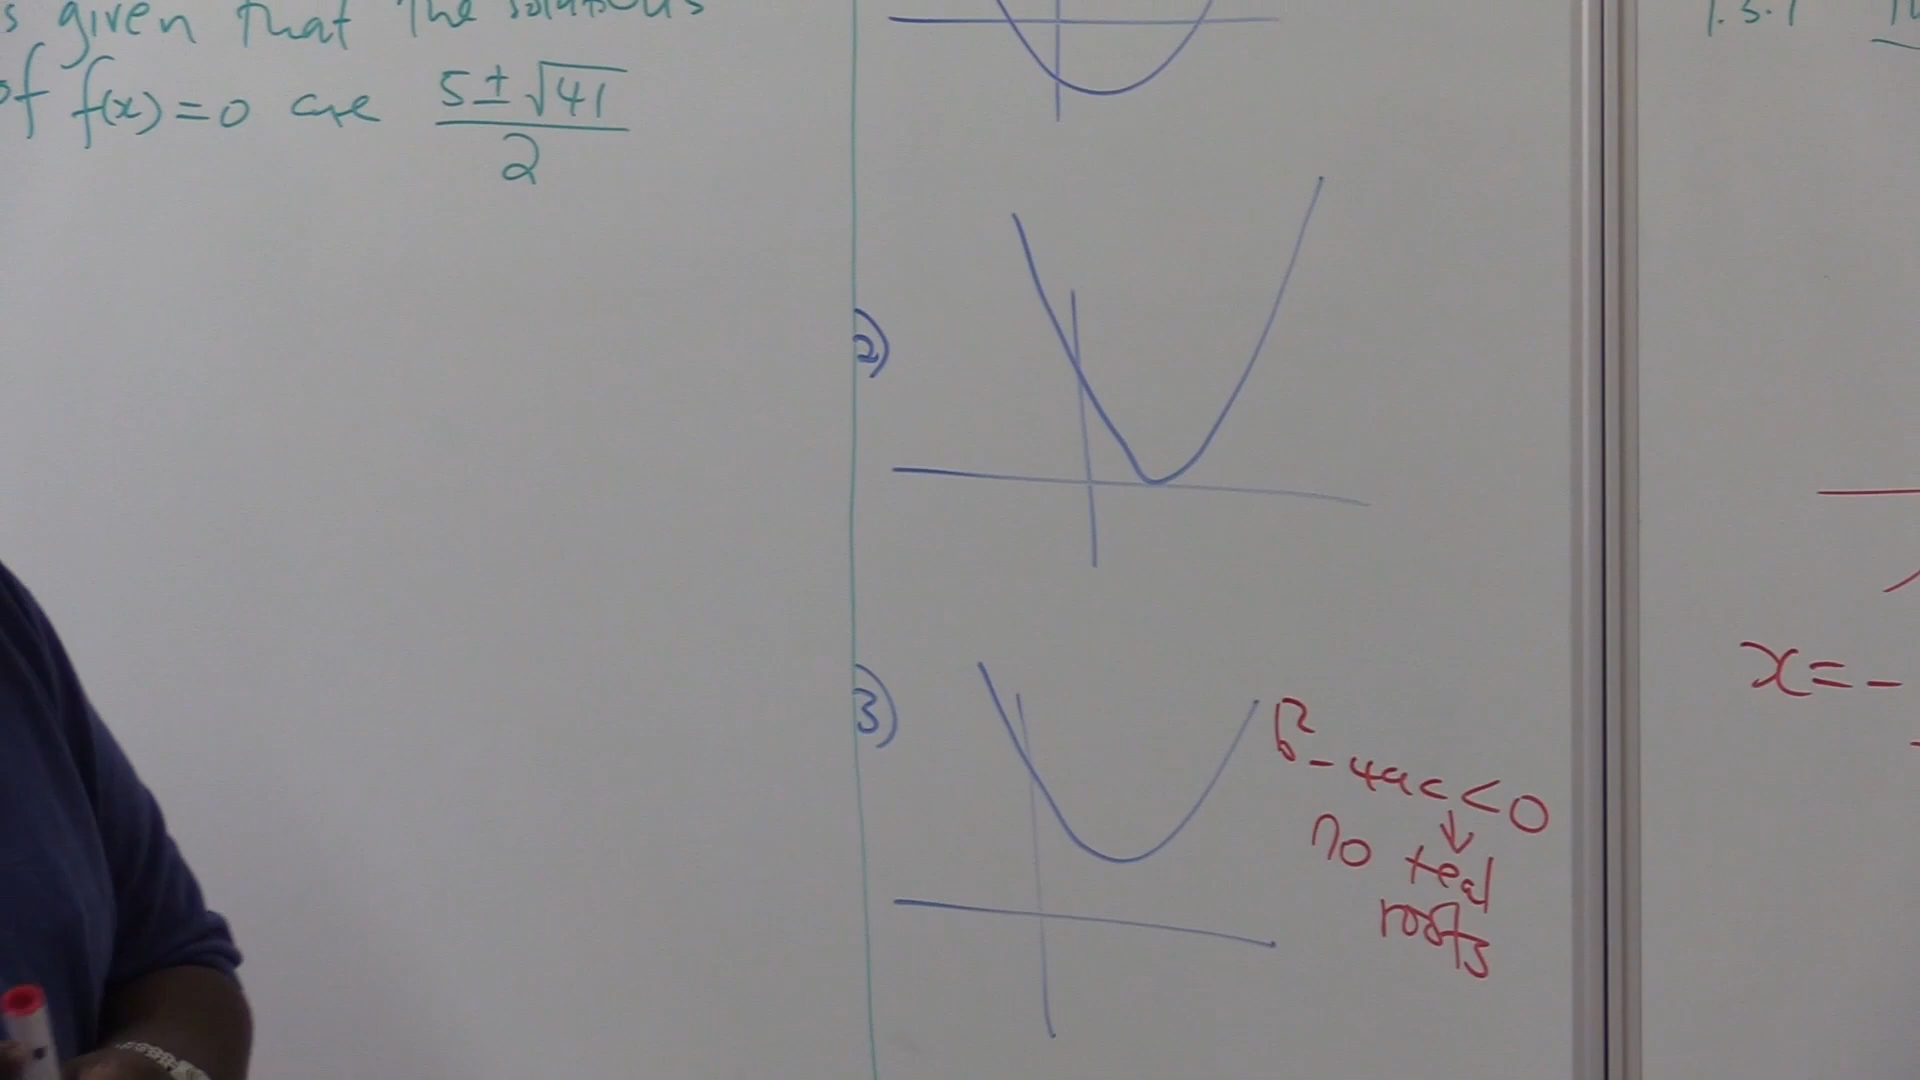 s given that the solutions
of f(x) = 0 are (5 ± √41)/2
2)
3)
b² - 4ac < 0
↓
no real
roots
1.3.1
x = -